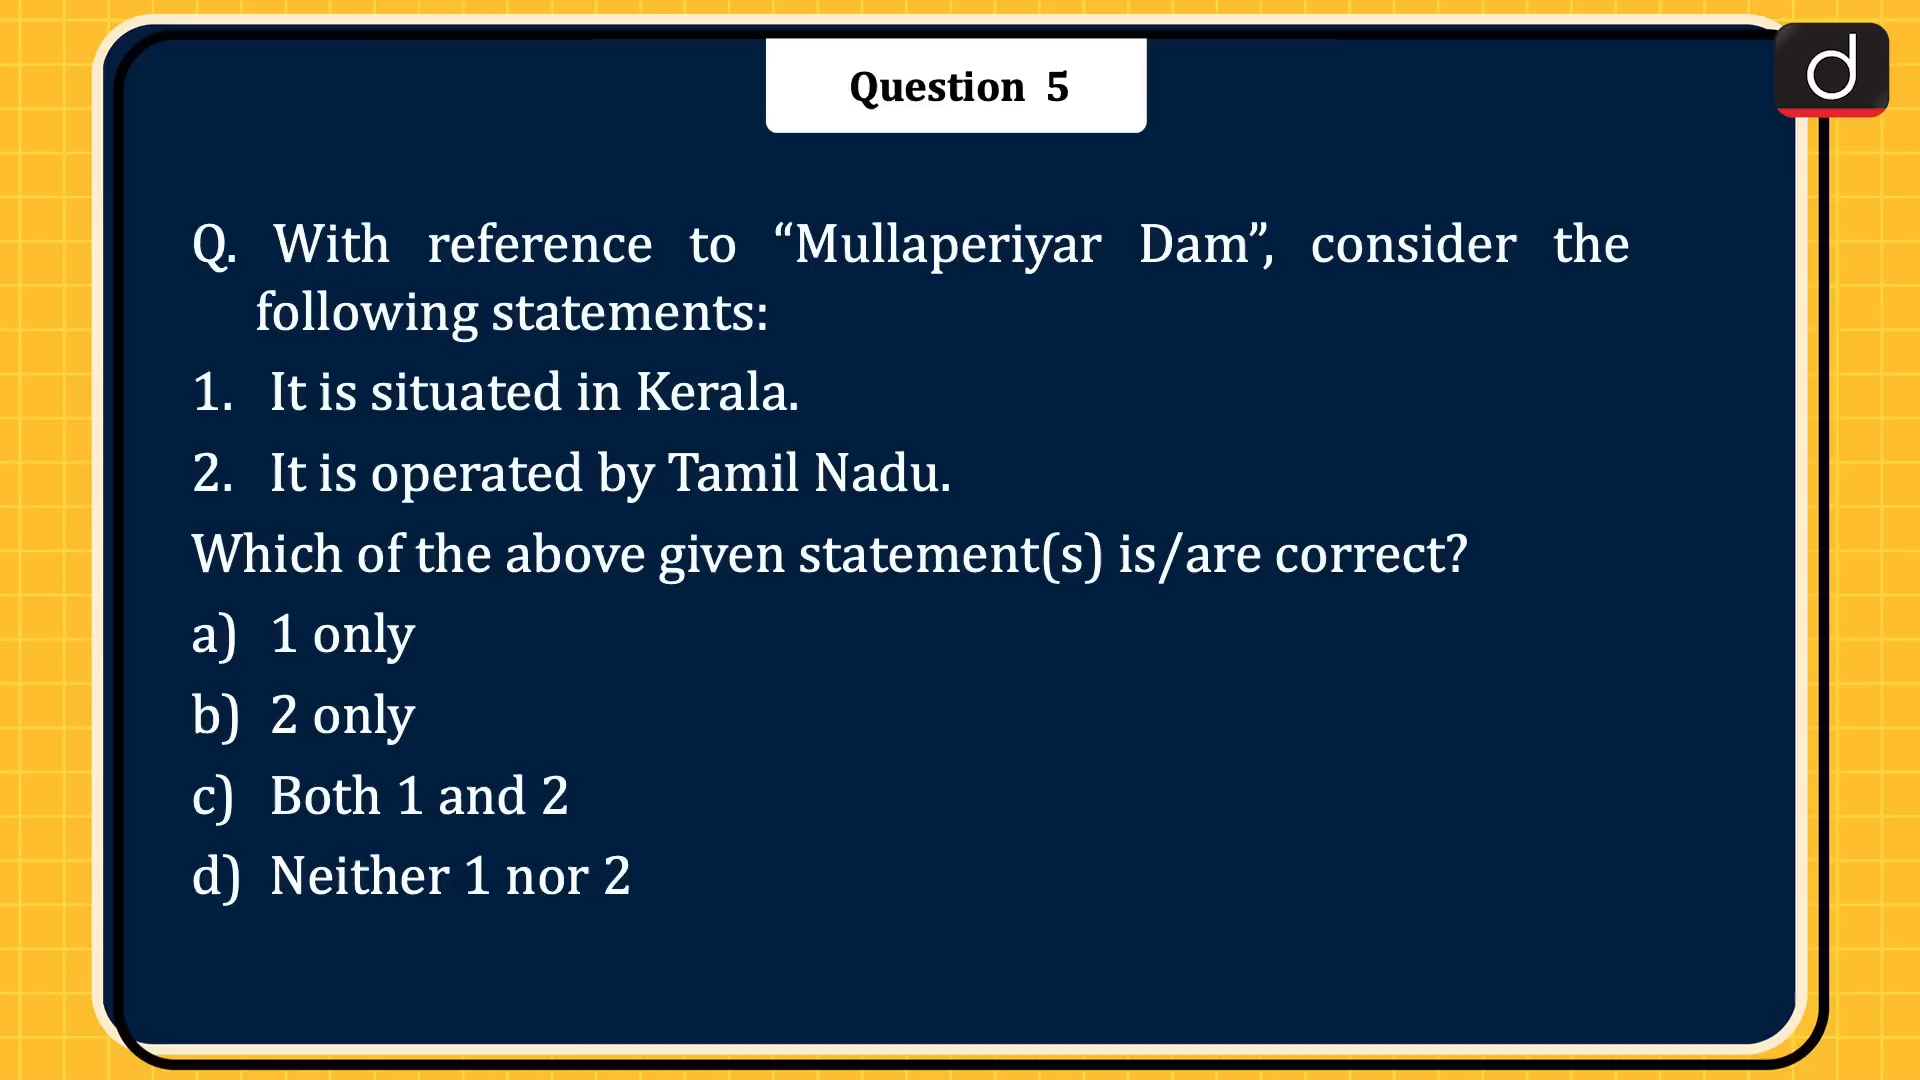 Question 5
Q. With reference to “Mullaperiyar Dam”, consider the
following statements:
1. It is situated in Kerala.
2. It is operated by Tamil Nadu.
Which of the above given statement(s) is/are correct?
a) 1 only
b) 2 only
c) Both 1 and 2
d) Neither 1 nor 2
d